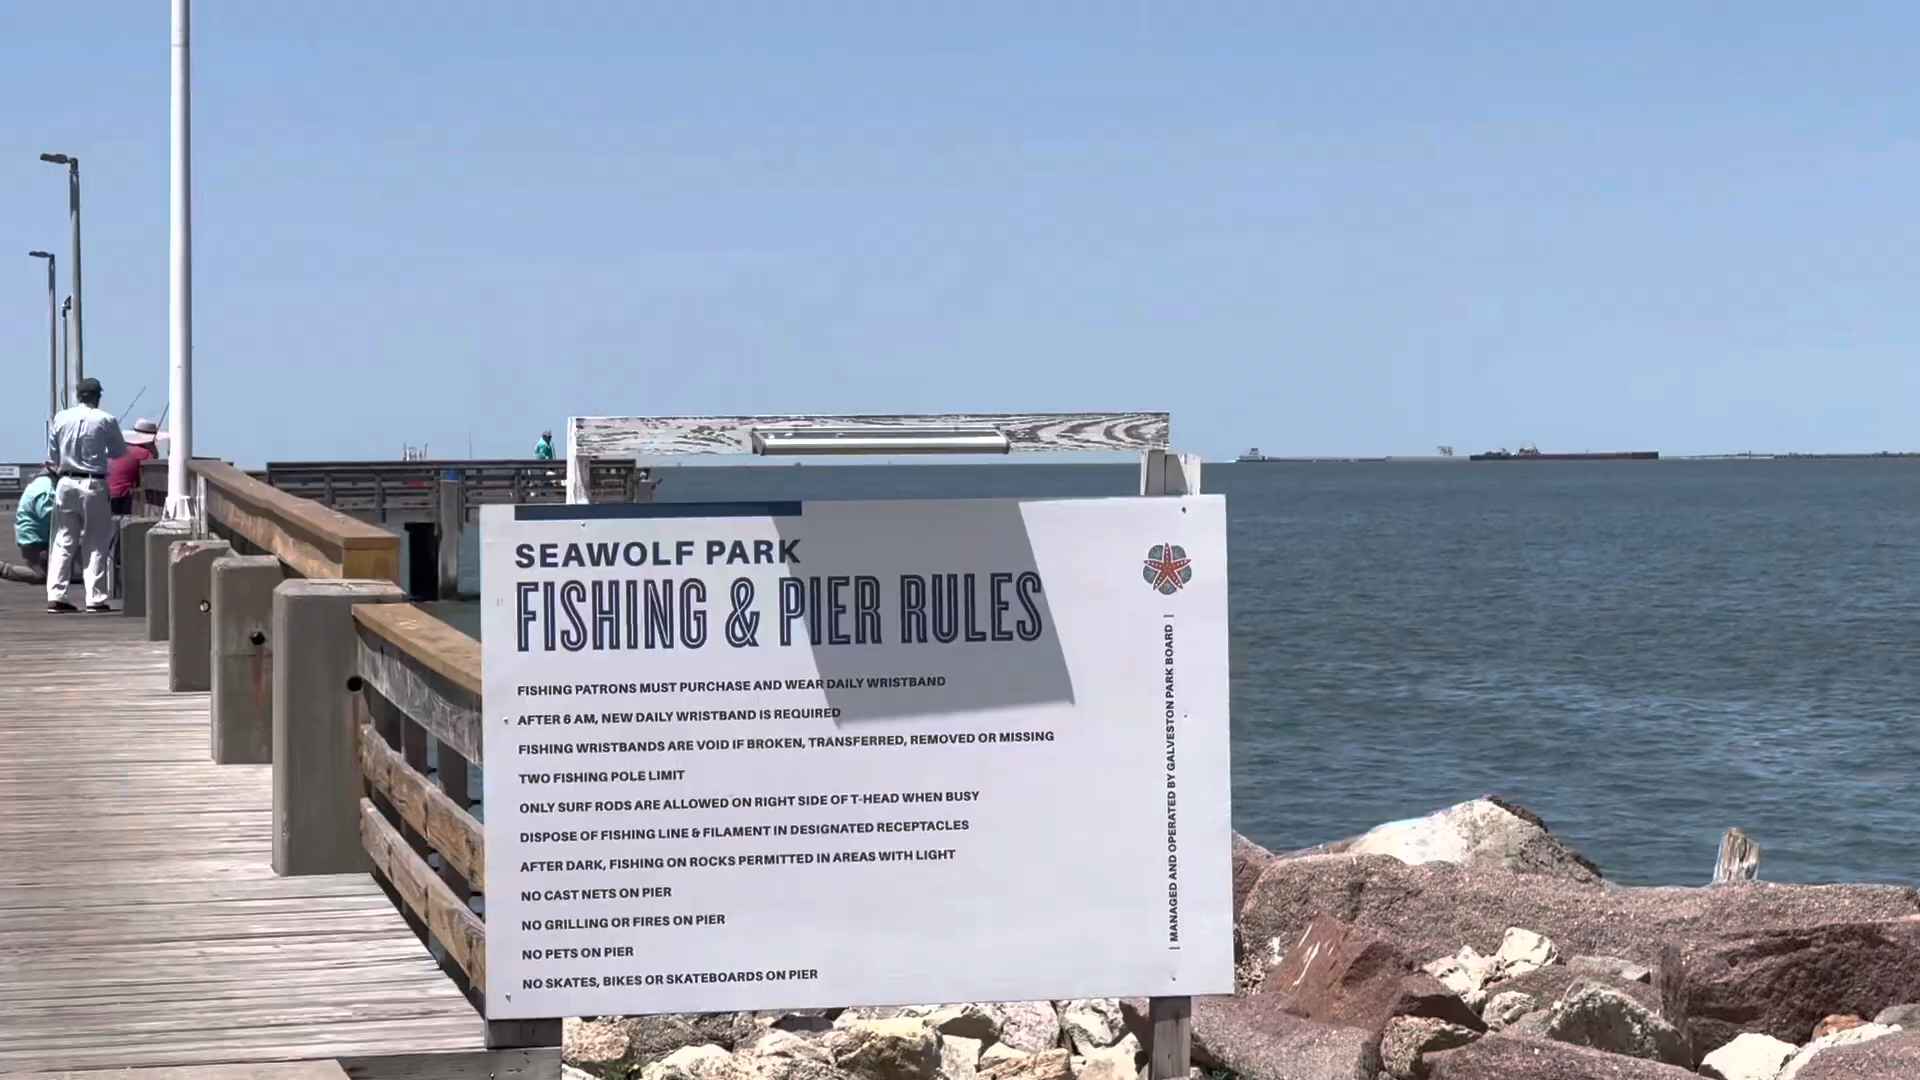 SEAWOLF PARK
FISHING & PIER RULES
FISHING PATRONS MUST PURCHASE AND WEAR DAILY WRISTBAND
AFTER 6 AM, NEW DAILY WRISTBAND IS REQUIRED
FISHING WRISTBANDS ARE VOID IF BROKEN, TRANSFERRED, REMOVED OR MISSING
TWO FISHING POLE LIMIT
ONLY SURF RODS ARE ALLOWED ON RIGHT SIDE OF T-HEAD WHEN BUSY
DISPOSE OF FISHING LINE & FILAMENT IN DESIGNATED RECEPTACLES
AFTER DARK, FISHING ON ROCKS PERMITTED IN AREAS WITH LIGHT
NO CAST NETS ON PIER
NO GRILLING OR FIRES ON PIER
NO PETS ON PIER
NO SKATES, BIKES OR SKATEBOARDS ON PIER
| MANAGED AND OPERATED BY GALVESTON PARK BOARD |